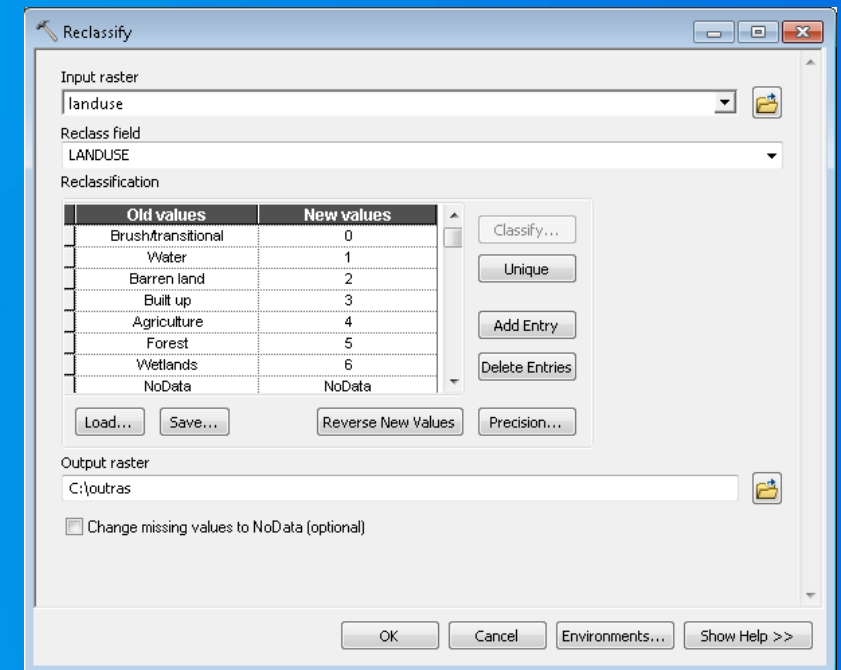 Reclassify
Input raster
landuse
Reclass field
LANDUSE
Reclassification
Old values New values
Brush/transitional 0
Water 1
Barren land 2
Built up 3
Agriculture 4
Forest 5
Wetlands 6
NoData NoData
Classify...
Unique
Add Entry
Delete Entries
Load... Save... Reverse New Values Precision...
Output raster
C:\outras
Change missing values to NoData (optional)
OK Cancel Environments... Show Help >>